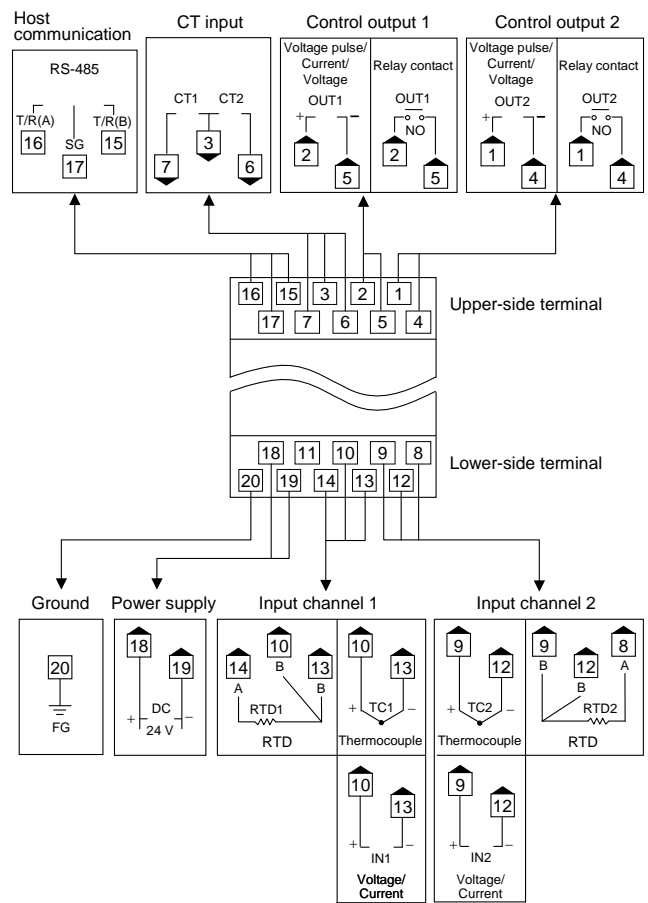 Host
communication
RS-485
T/R(A)
T/R(B)
16
SG
15
17
CT input
CT1
CT2
3
7
6
Control output 1
Voltage pulse/
Current/
Voltage
OUT1
+
−
2
5
Relay contact
OUT1
NO
2
5
Control output 2
Voltage pulse/
Current/
Voltage
OUT2
+
−
1
4
Relay contact
OUT2
NO
1
4
16 15 3 2 1
17 7 6 5 4
Upper-side terminal
18 11 10 9 8
20 19 14 13 12
Lower-side terminal
Ground
20
FG
Power supply
18
19
+ DC −
24 V
Input channel 1
14 10 13
A B B
RTD1
RTD
10
13
+ TC1 −
Thermocouple
10
13
+ −
IN1
Voltage/
Current
Input channel 2
9
12
+ TC2 −
Thermocouple
9 12 8
B B A
RTD2
RTD
9
12
+ −
IN2
Voltage/
Current